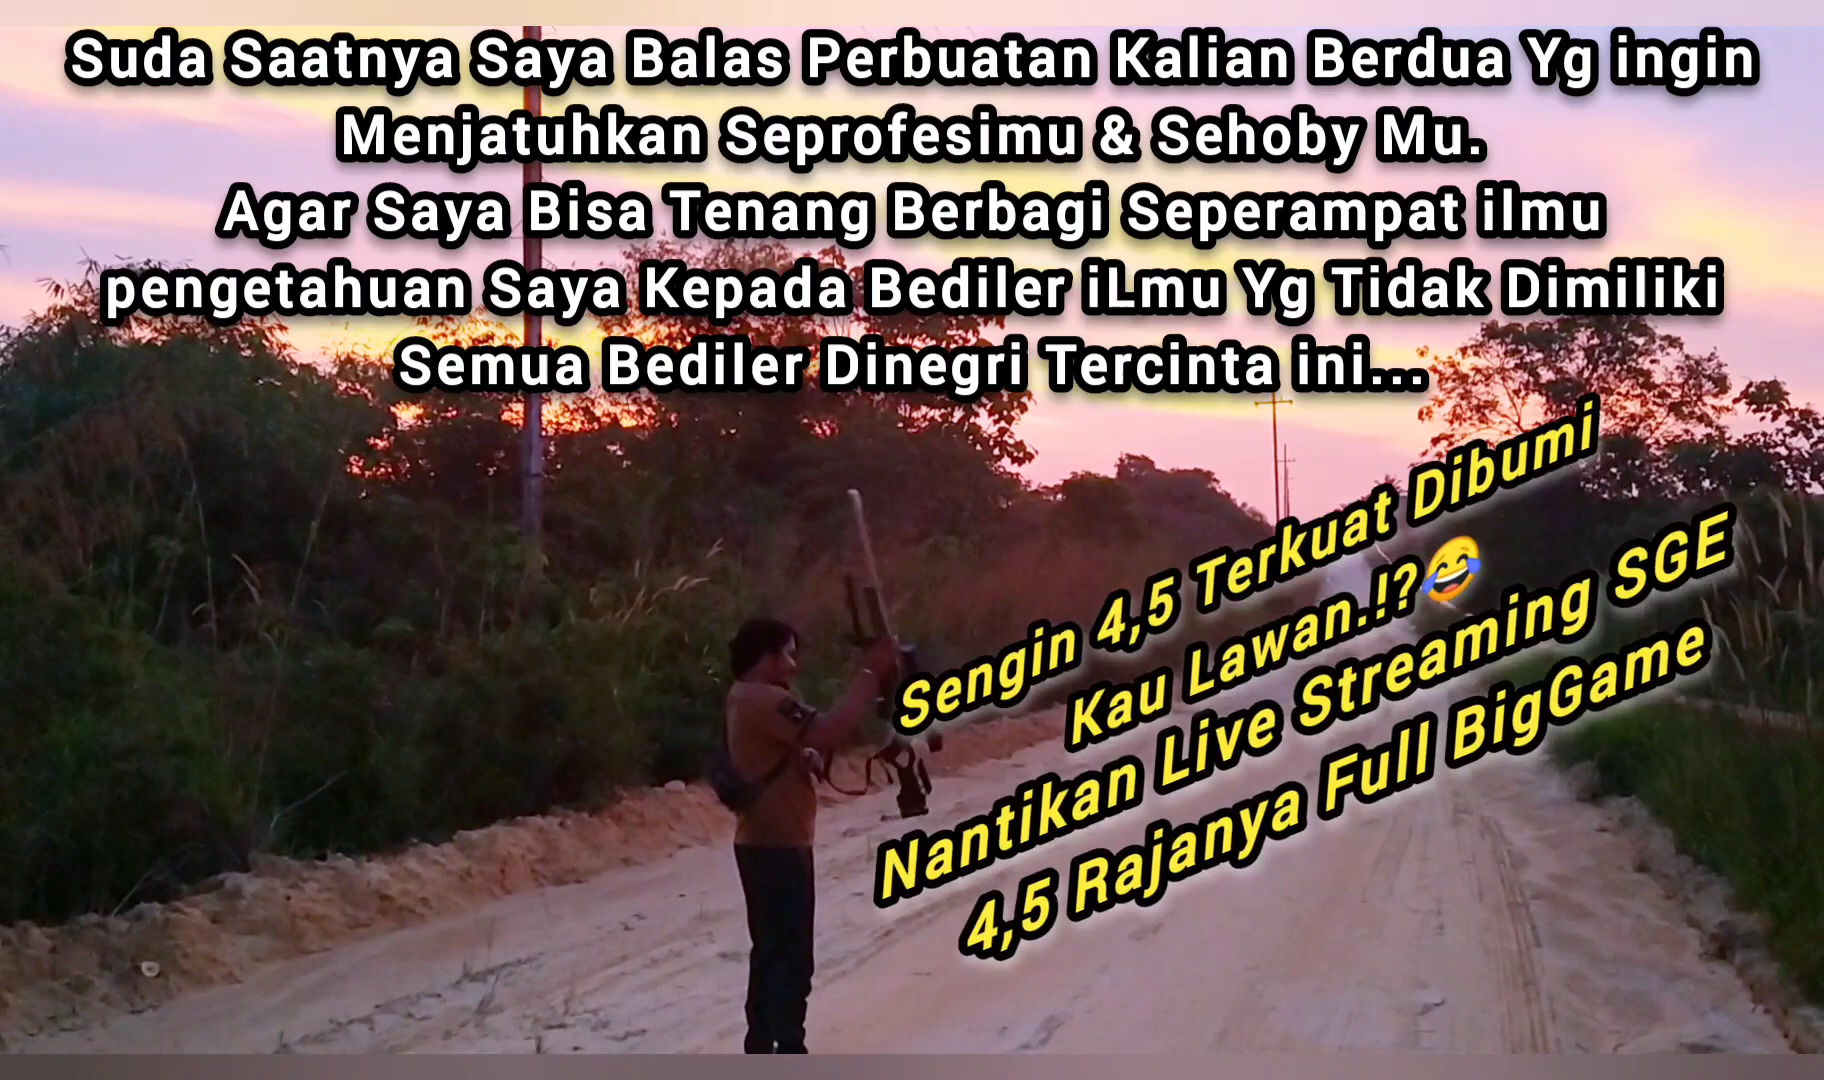 Suda Saatnya Saya Balas Perbuatan Kalian Berdua Yg ingin
Menjatuhkan Seprofesimu & Sehoby Mu.
Agar Saya Bisa Tenang Berbagi Seperampat ilmu
pengetahuan Saya Kepada Bediler iLmu Yg Tidak Dimiliki
Semua Bediler Dinegri Tercinta ini...
Sengin 4,5 Terkuat Dibumi
Kau Lawan.!?😂
Nantikan Live Streaming SGE
4,5 Rajanya Full BigGame